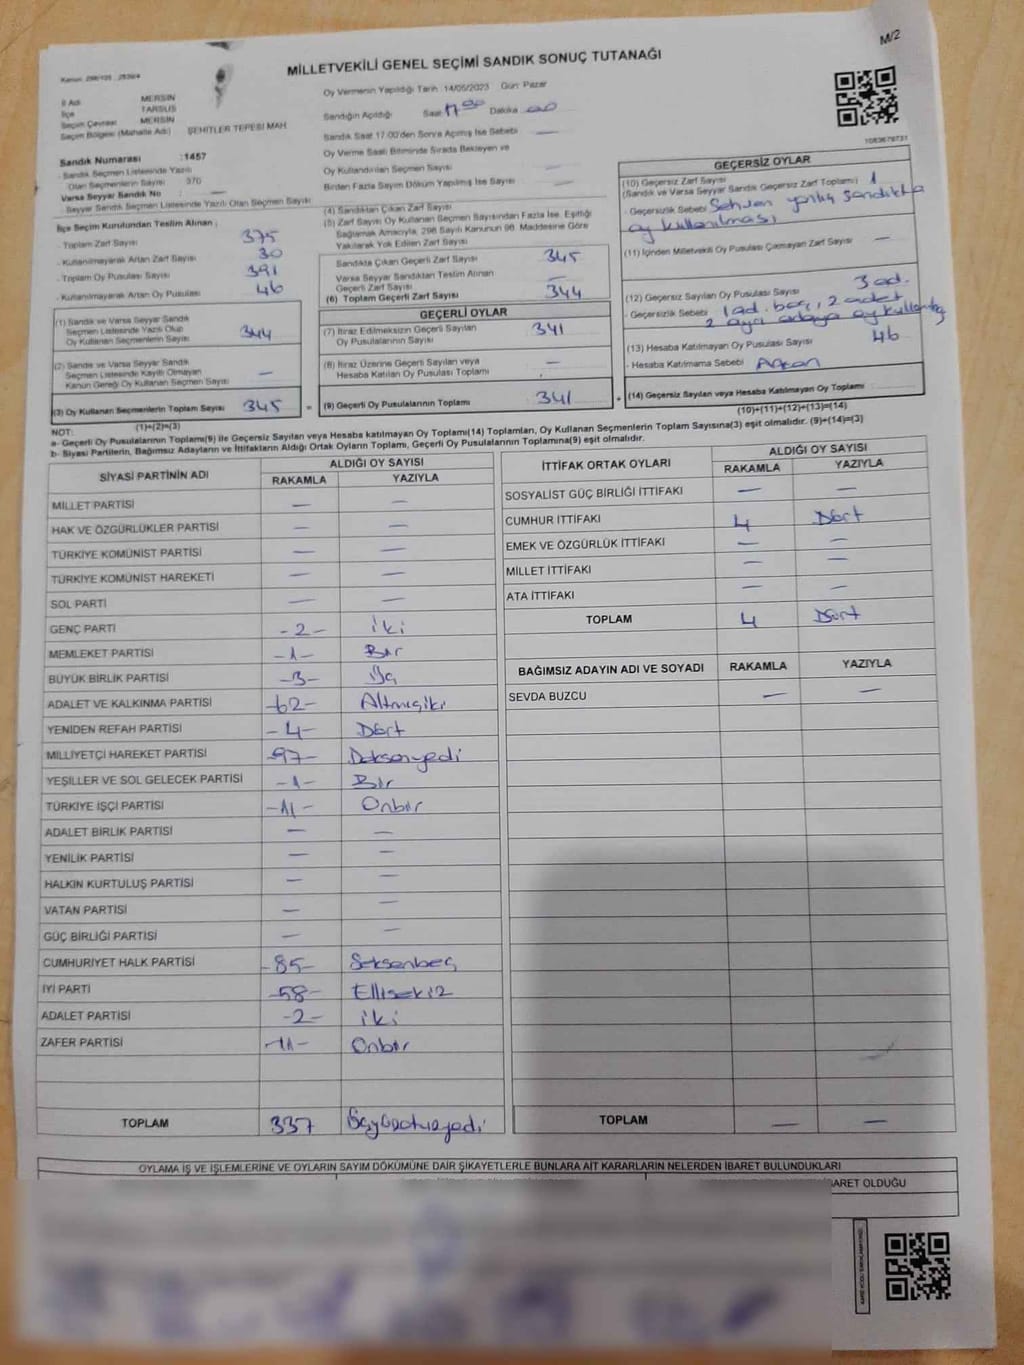 M/2
MİLLETVEKİLİ GENEL SEÇİMİ SANDIK SONUÇ TUTANAĞI
İl Adı MERSİN
İlçe TARSUS
Seçim Çevresi MERSİN
Seçim Bölgesi (Mahalle Adı) ŞEHİTLER TEPESİ MAH
Sandık Numarası :1457
- Sandık Seçmen Listesinde Yazılı
Olan Seçmenlerin Sayısı 376
Varsa Seyyar Sandık No —
- Seyyar Sandık Seçmen Listesinde Yazılı Olan Seçmen Sayısı
İlçe Seçim Kurulundan Teslim Alınan ;
- Toplam Zarf Sayısı 375
- Kullanılmayarak Artan Zarf Sayısı 30
- Toplam Oy Pusulası Sayısı 391
- Kullanılmayarak Artan Oy Pusulası 46
(1) Sandık ve Varsa Seyyar Sandık
Seçmen Listesinde Yazılı Olup
Oy Kullanan Seçmenlerin Sayısı 344
(2) Sandık ve Varsa Seyyar Sandık
Seçmen Listesinde Kayıtlı Olmayan
Kanun Gereği Oy Kullanan Seçmen Sayısı —
(3) Oy Kullanan Seçmenlerin Toplam Sayısı 345
(1)+(2)=(3)
Oy Vermenin Yapıldığı Tarih 14/05/2023 Gün: Pazar
Sandığın Açıldığı Saat 17 00 Dakika 00
Sandık Saat 17:00'den Sonra Açılmış İse Sebebi —
Oy Verme Saati Bitiminde Sırada Bekleyen ve
Oy Kullandırılan Seçmen Sayısı —
Birden Fazla Sayım Döküm Yapılmış İse Sayısı —
(4) Sandıktan Çıkan Zarf Sayısı
(5) Zarf Sayısı Oy Kullanan Seçmen Sayısından Fazla İse, Eşitliği
Sağlamak Amacıyla, 298 Sayılı Kanunun 98. Maddesine Göre
Yakılarak Yok Edilen Zarf Sayısı
Sandıkta Çıkan Geçerli Zarf Sayısı 345
Varsa Seyyar Sandıktan Teslim Alınan
Geçerli Zarf Sayısı —
(6) Toplam Geçerli Zarf Sayısı 344
GEÇERLİ OYLAR
(7) İtiraz Edilmeksizin Geçerli Sayılan
Oy Pusulalarının Sayısı 341
(8) İtiraz Üzerine Geçerli Sayılan veya
Hesaba Katılan Oy Pusulası Toplamı —
= (9) Geçerli Oy Pusulalarının Toplamı 341
1083679731
GEÇERSİZ OYLAR
(10) Geçersiz Zarf Sayısı
(Sandık ve Varsa Seyyar Sandık Geçersiz Zarf Toplamı) 1
- Geçersizlik Sebebi Sehven yanlış sandıkta
oy kullanılması
(11) İçinden Milletvekili Oy Pusulası Çıkmayan Zarf Sayısı —
(12) Geçersiz Sayılan Oy Pusulası Sayısı 3 ad.
- Geçersizlik Sebebi 1 ad. boş, 2 adet
(13) Hesaba Katılmayan Oy Pusulası Sayısı 46
- Hesaba Katılmama Sebebi Artan
+ (14) Geçersiz Sayılan veya Hesaba Katılmayan Oy Toplamı
(10)+(11)+(12)+(13)=(14)
NOT:
a- Geçerli Oy Pusulalarının Toplamı(9) ile Geçersiz Sayılan veya Hesaba katılmayan Oy Toplamı(14) Toplamları, Oy Kullanan Seçmenlerin Toplam Sayısına(3) eşit olmalıdır. (9)+(14)=(3)
b- Siyasi Partilerin, Bağımsız Adayların ve İttifakların Aldığı Ortak Oyların Toplamı, Geçerli Oy Pusulalarının Toplamına(9) eşit olmalıdır.
SİYASİ PARTİNİN ADI ALDIĞI OY SAYISI
RAKAMLA YAZIYLA
MİLLET PARTİSİ — —
HAK VE ÖZGÜRLÜKLER PARTİSİ — —
TÜRKİYE KOMÜNİST PARTİSİ — —
TÜRKİYE KOMÜNİST HAREKETİ — —
SOL PARTİ — —
GENÇ PARTİ -2- iki
MEMLEKET PARTİSİ -1- Bir
BÜYÜK BİRLİK PARTİSİ -3- Üç
ADALET VE KALKINMA PARTİSİ -62- Altmışiki
YENİDEN REFAH PARTİSİ -4- Dört
MİLLİYETÇİ HAREKET PARTİSİ -97- Doksanyedi
YEŞİLLER VE SOL GELECEK PARTİSİ -1- Bir
TÜRKİYE İŞÇİ PARTİSİ -11- Onbir
ADALET BİRLİK PARTİSİ — —
YENİLİK PARTİSİ — —
HALKIN KURTULUŞ PARTİSİ — —
VATAN PARTİSİ — —
GÜÇ BİRLİĞİ PARTİSİ — —
CUMHURİYET HALK PARTİSİ -85- Seksenbeş
İYİ PARTİ -58- Ellisekiz
ADALET PARTİSİ -2- iki
ZAFER PARTİSİ -11- Onbir
TOPLAM 337 Üçyüzotuzyedi
İTTİFAK ORTAK OYLARI ALDIĞI OY SAYISI
RAKAMLA YAZIYLA
SOSYALİST GÜÇ BİRLİĞİ İTTİFAKI — —
CUMHUR İTTİFAKI 4 Dört
EMEK VE ÖZGÜRLÜK İTTİFAKI — —
MİLLET İTTİFAKI — —
ATA İTTİFAKI — —
TOPLAM 4 Dört
BAĞIMSIZ ADAYIN ADI VE SOYADI RAKAMLA YAZIYLA
SEVDA BUZCU — —
TOPLAM — —
OYLAMA İŞ VE İŞLEMLERİNE VE OYLARIN SAYIM DÖKÜMÜNE DAİR ŞİKAYETLERLE BUNLARA AİT KARARLARIN NELERDEN İBARET BULUNDUKLARI
BARET OLDUĞU